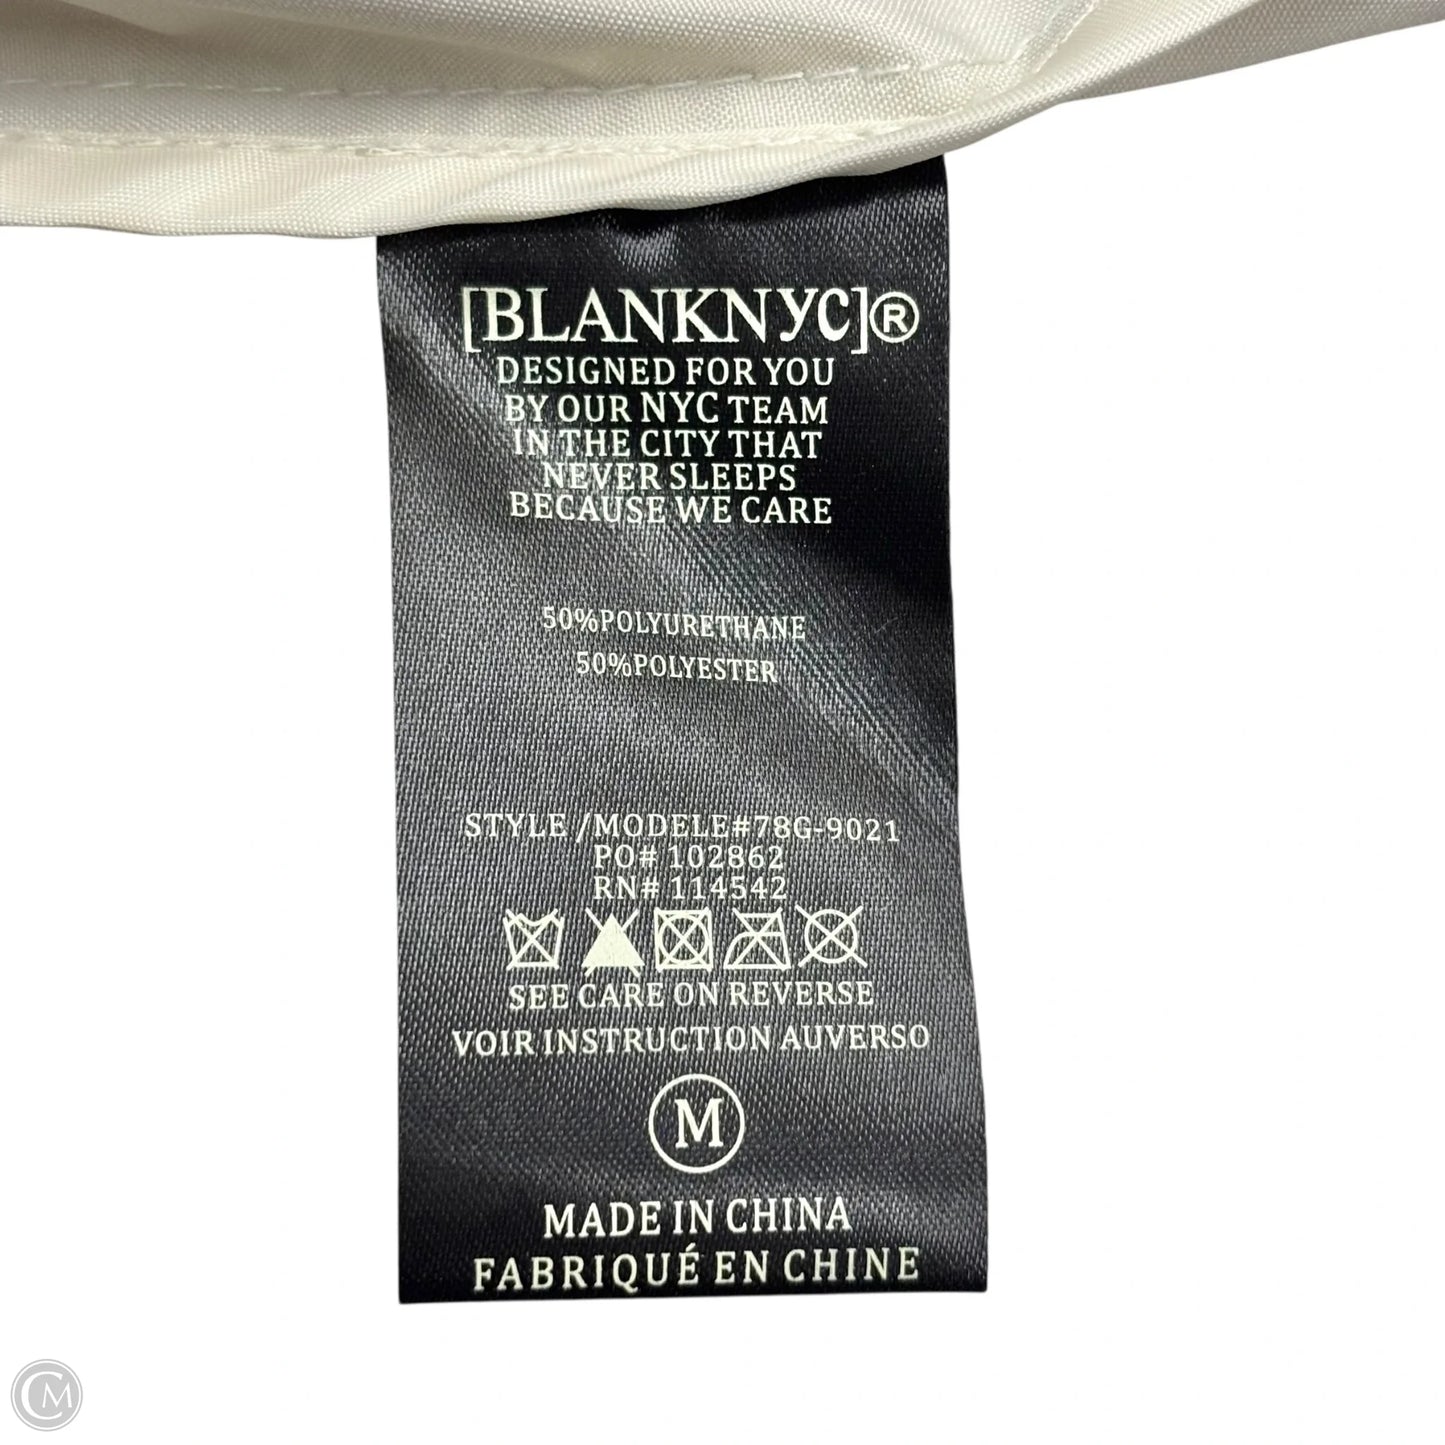 [BLANKNYC]®
DESIGNED FOR YOU
BY OUR NYC TEAM
IN THE CITY THAT
NEVER SLEEPS
BECAUSE WE CARE
50%POLYURETHANE
50%POLYESTER
STYLE /MODELE#78G-9021
PO# 102862
RN# 114542
SEE CARE ON REVERSE
VOIR INSTRUCTION AUVERSO
M
MADE IN CHINA
FABRIQUÉ EN CHINE
CM